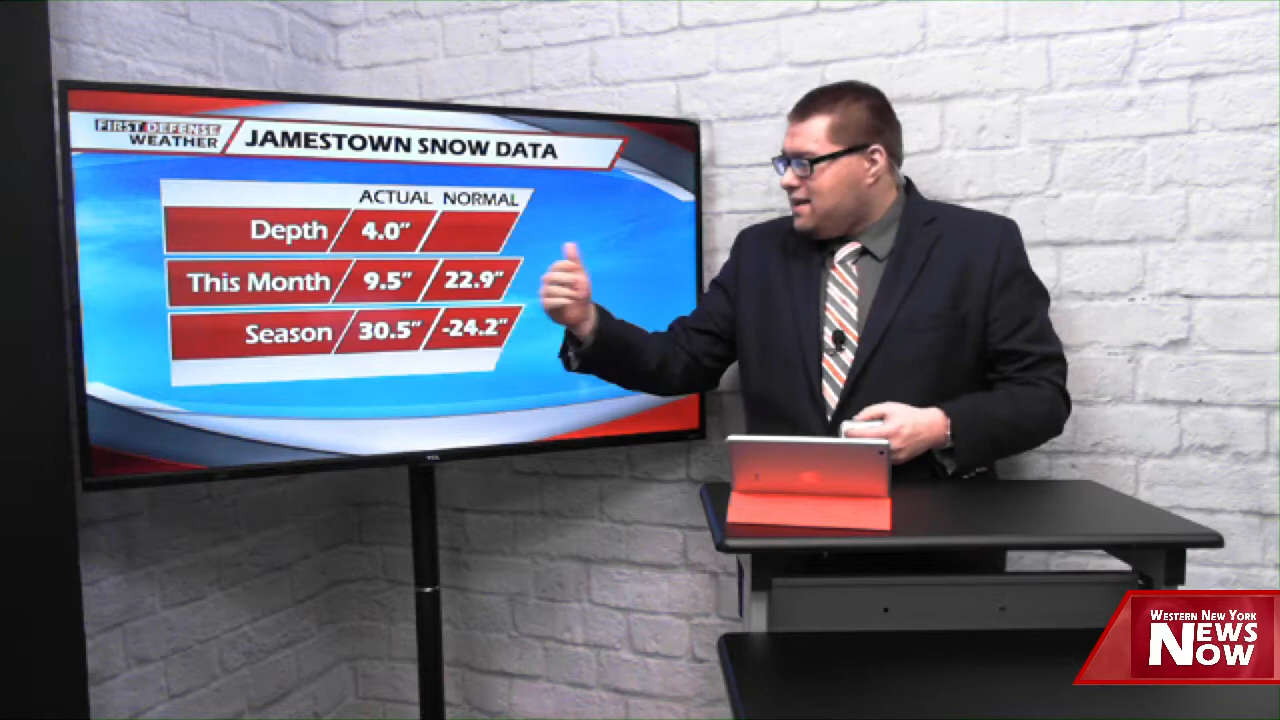 FIRST DEFENSE
WEATHER
JAMESTOWN SNOW DATA
ACTUAL NORMAL
Depth 4.0”
This Month 9.5” 22.9”
Season 30.5” -24.2”
TCL
WESTERN NEW YORK
NEWS
NOW